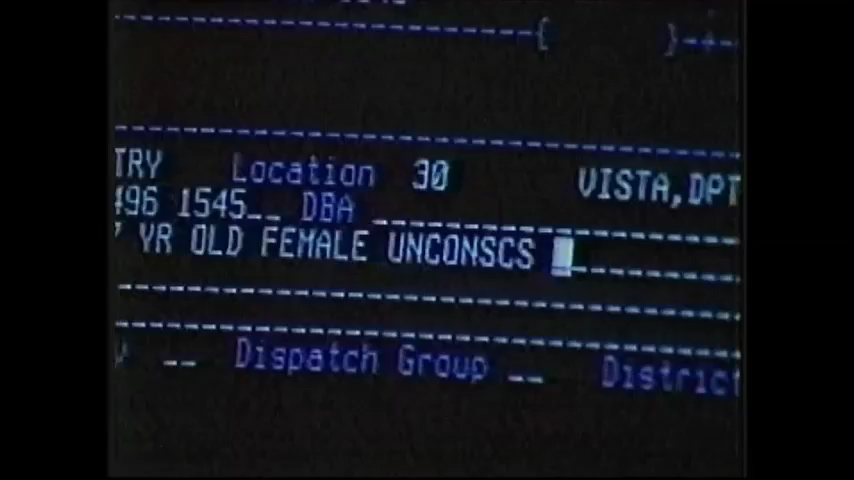 TRY Location 30 VISTA,DPT
496 1545__ DBA
YR OLD FEMALE UNCONSCS
__ Dispatch Group __ District